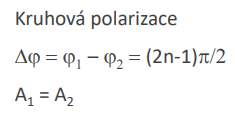 Kruhová polarizace
Δφ = φ₁ – φ₂ = (2n-1)π/2
A₁ = A₂